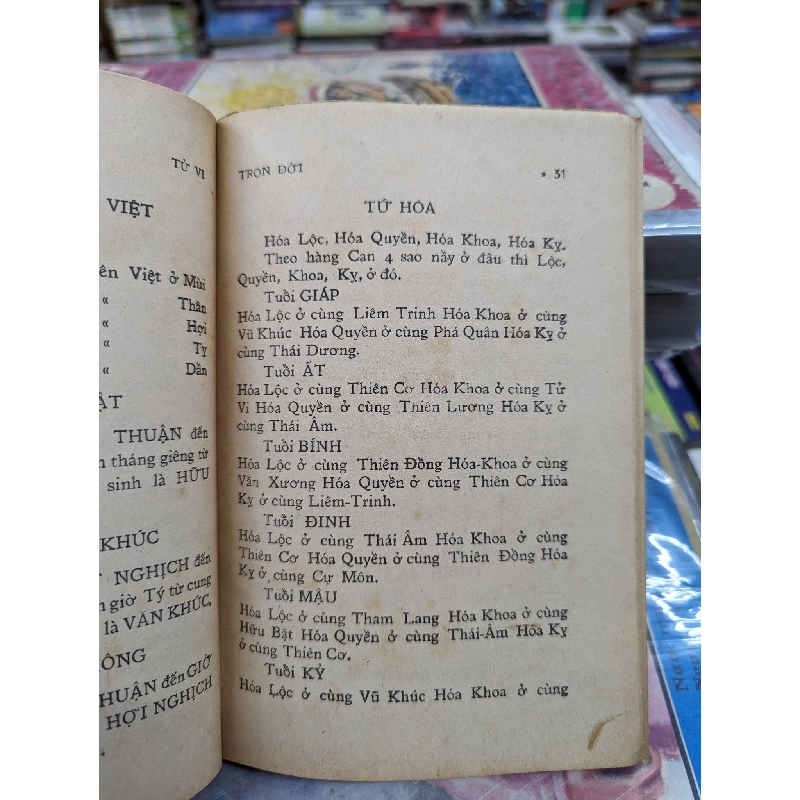 TỬ VI
VIỆT
ên Việt ở Mùi
« Thân
« Hợi
« Tỵ
« Dần
ẬT
THUẬN đến
n tháng giêng từ
sinh là HỮU
KHÚC
NGHỊCH đến
n giờ Tý từ cung
là VĂN KHÚC.
ÔNG
HUẬN đến GIỜ
HỢI NGHỊCH
TRỌN ĐỜI • 31
TỨ HÓA
Hóa Lộc, Hóa Quyền, Hóa Khoa, Hóa Kỵ.
Theo hàng Can 4 sao nầy ở đâu thì Lộc,
Quyền, Khoa, Kỵ, ở đó.
Tuổi GIÁP
Hóa Lộc ở cùng Liêm Trinh Hóa Khoa ở cùng
Vũ Khúc Hóa Quyền ở cùng Phá Quân Hóa Kỵ ở
cùng Thái Dương.
Tuổi ẤT
Hóa Lộc ở cùng Thiên Cơ Hóa Khoa ở cùng Tử
Vi Hóa Quyền ở cùng Thiên Lương Hóa Kỵ ở
cùng Thái Âm.
Tuổi BÍNH
Hóa Lộc ở cùng Thiên Đồng Hóa-Khoa ở cùng
Văn Xương Hóa Quyền ở cùng Thiên Cơ Hóa
Kỵ ở cùng Liêm-Trinh.
Tuổi ĐINH
Hóa Lộc ở cùng Thái Âm Hóa Khoa ở cùng
Thiên Cơ Hóa Quyền ở cùng Thiên Đồng Hóa
Kỵ ở cùng Cự Môn.
Tuổi MẬU
Hóa Lộc ở cùng Tham Lang Hóa Khoa ở cùng
Hữu Bật Hóa Quyền ở cùng Thái-Âm Hóa Kỵ
ở cùng Thiên Cơ.
Tuổi KỶ
Hóa Lộc ở cùng Vũ Khúc Hóa Khoa ở cùng